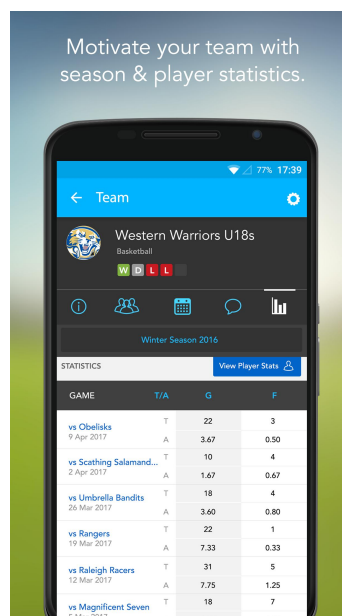 Motivate your team with
season & player statistics.
77% 17:39
Team
Western Warriors U18s
Basketball
W D L L
Winter Season 2016
STATISTICS View Player Stats
GAME T/A G F
vs Obelisks T 22 3
9 Apr 2017 A 3.67 0.50
vs Scathing Salamand... T 10 4
2 Apr 2017 A 1.67 0.67
vs Umbrella Bandits T 18 4
26 Mar 2017 A 3.60 0.80
vs Rangers T 22 1
19 Mar 2017 A 7.33 0.33
vs Raleigh Racers T 31 5
12 Mar 2017 A 7.75 1.25
vs Magnificent Seven T 18 7